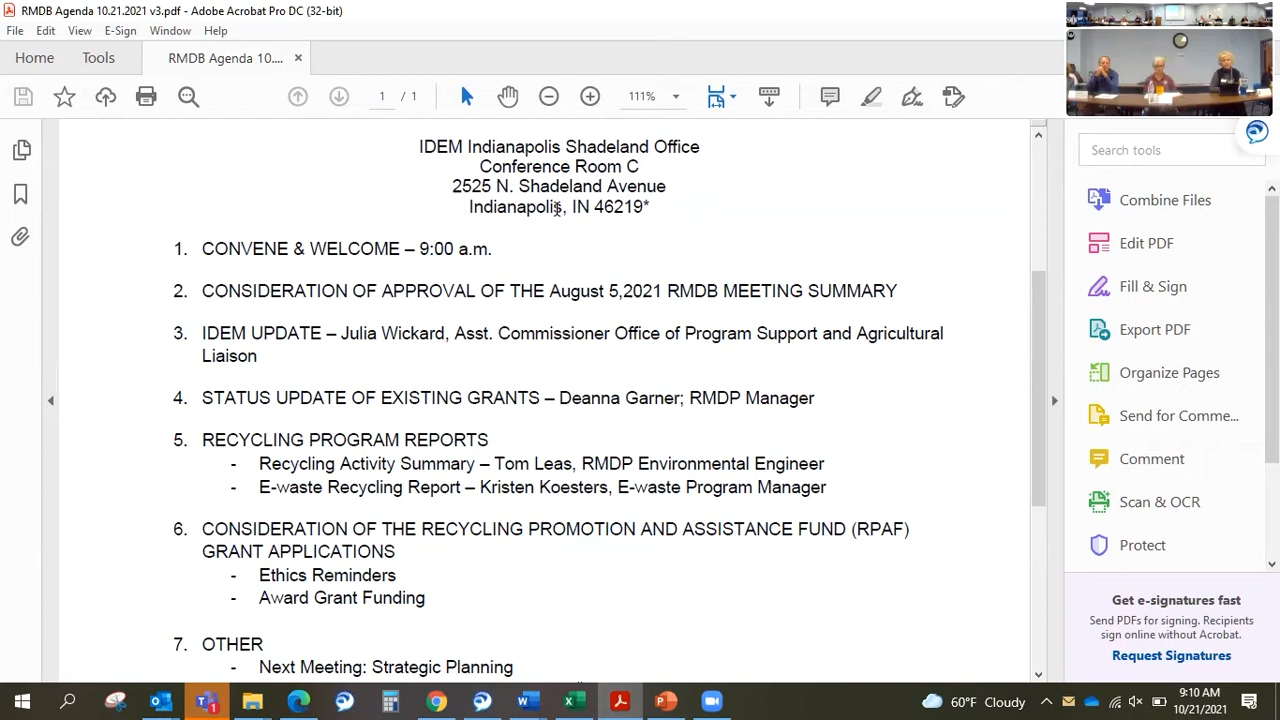 RMDB Agenda 10.21.2021 v3.pdf - Adobe Acrobat Pro DC (32-bit)
File Edit View E-Sign Window Help
Home Tools RMDB Agenda 10.... ×
1 / 1 111%
Search tools
IDEM Indianapolis Shadeland Office
Conference Room C
2525 N. Shadeland Avenue
Indianapolis, IN 46219*
1. CONVENE & WELCOME – 9:00 a.m.
2. CONSIDERATION OF APPROVAL OF THE August 5,2021 RMDB MEETING SUMMARY
3. IDEM UPDATE – Julia Wickard, Asst. Commissioner Office of Program Support and Agricultural
Liaison
4. STATUS UPDATE OF EXISTING GRANTS – Deanna Garner; RMDP Manager
5. RECYCLING PROGRAM REPORTS
- Recycling Activity Summary – Tom Leas, RMDP Environmental Engineer
- E-waste Recycling Report – Kristen Koesters, E-waste Program Manager
6. CONSIDERATION OF THE RECYCLING PROMOTION AND ASSISTANCE FUND (RPAF)
GRANT APPLICATIONS
- Ethics Reminders
- Award Grant Funding
7. OTHER
- Next Meeting: Strategic Planning
Combine Files
Edit PDF
Fill & Sign
Export PDF
Organize Pages
Send for Comme...
Comment
Scan & OCR
Protect
Get e-signatures fast
Send PDFs for signing. Recipients
sign online without Acrobat.
Request Signatures
60°F Cloudy
9:10 AM
10/21/2021